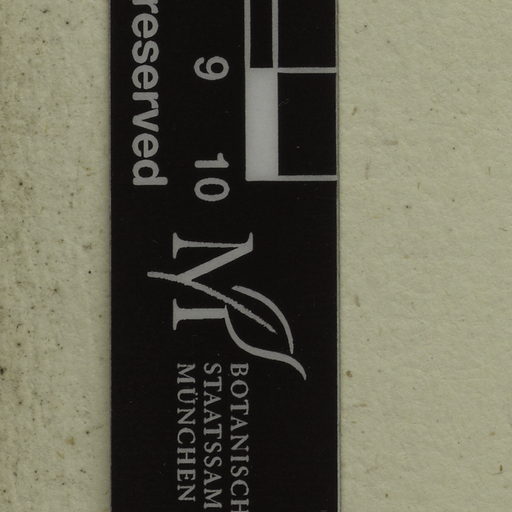 reserved
9 10
M
BOTANISCH
STAATSSAM
MÜNCHEN